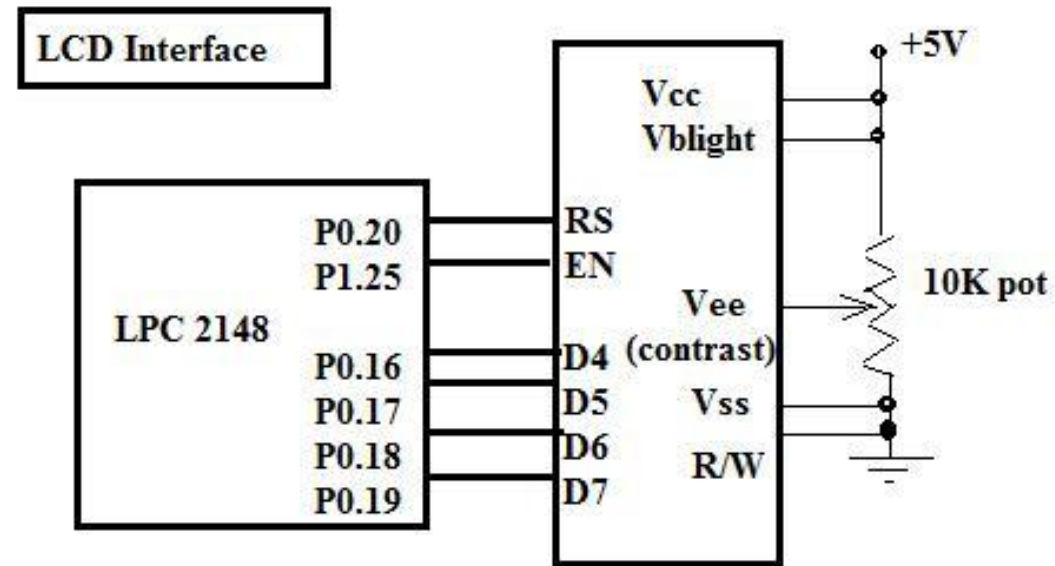 LCD Interface
LPC 2148
P0.20
P1.25
P0.16
P0.17
P0.18
P0.19
RS
EN
D4
D5
D6
D7
Vcc
Vblight
Vee
(contrast)
Vss
R/W
+5V
10K pot